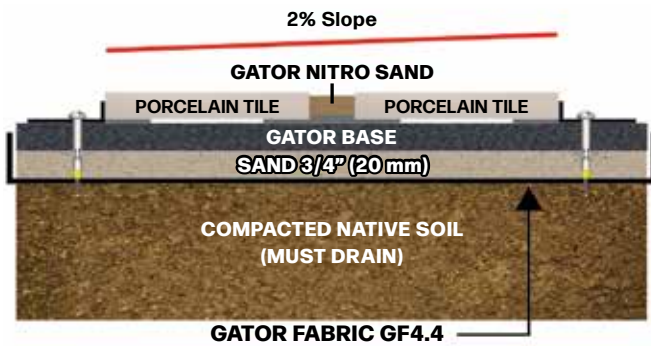 2% Slope
GATOR NITRO SAND
PORCELAIN TILE PORCELAIN TILE
GATOR BASE
SAND 3/4” (20 mm)
COMPACTED NATIVE SOIL
(MUST DRAIN)
GATOR FABRIC GF4.4